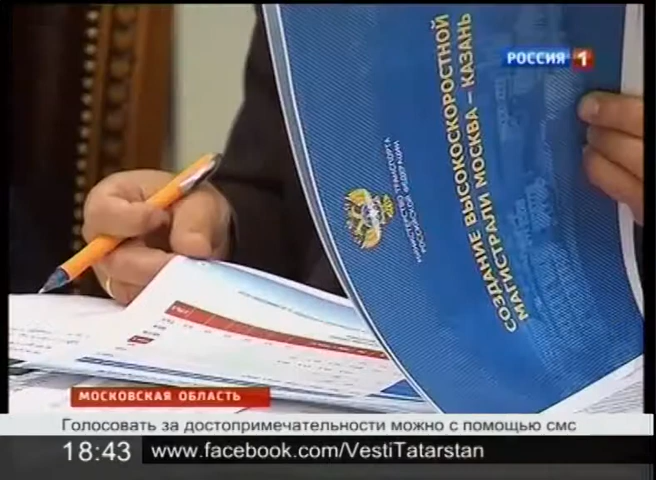 РОССИЯ 1
СОЗДАНИЕ ВЫСОКОСКОРОСТНОЙ
МАГИСТРАЛИ МОСКВА – КАЗАНЬ
МИНИСТЕРСТВО ТРАНСПОРТА
РОССИЙСКОЙ ФЕДЕРАЦИИ
МОСКОВСКАЯ ОБЛАСТЬ
Голосовать за достопримечательности можно с помощью смс
18:43 www.facebook.com/VestiTatarstan